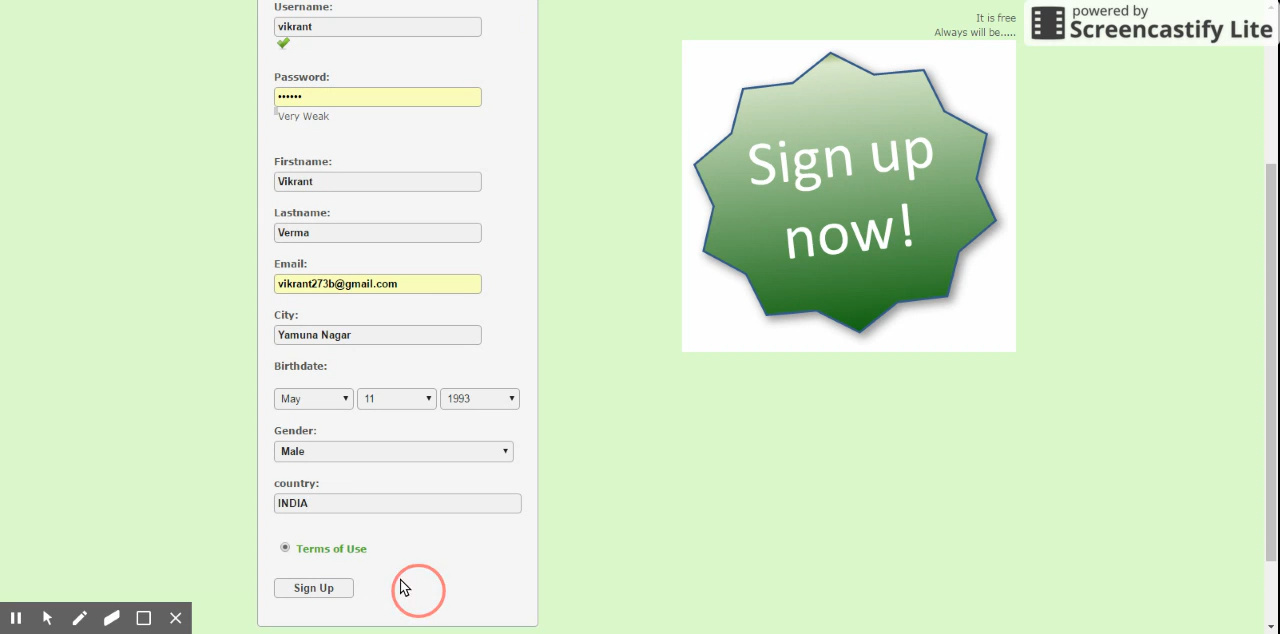 Username:
vikrant
Password:
••••••
Very Weak
Firstname:
Vikrant
Lastname:
Verma
Email:
vikrant273b@gmail.com
City:
Yamuna Nagar
Birthdate:
May 11 1993
Gender:
Male
country:
INDIA
Terms of Use
Sign Up
It is free
Always will be.....
Sign up
now!
powered by
Screencastify Lite